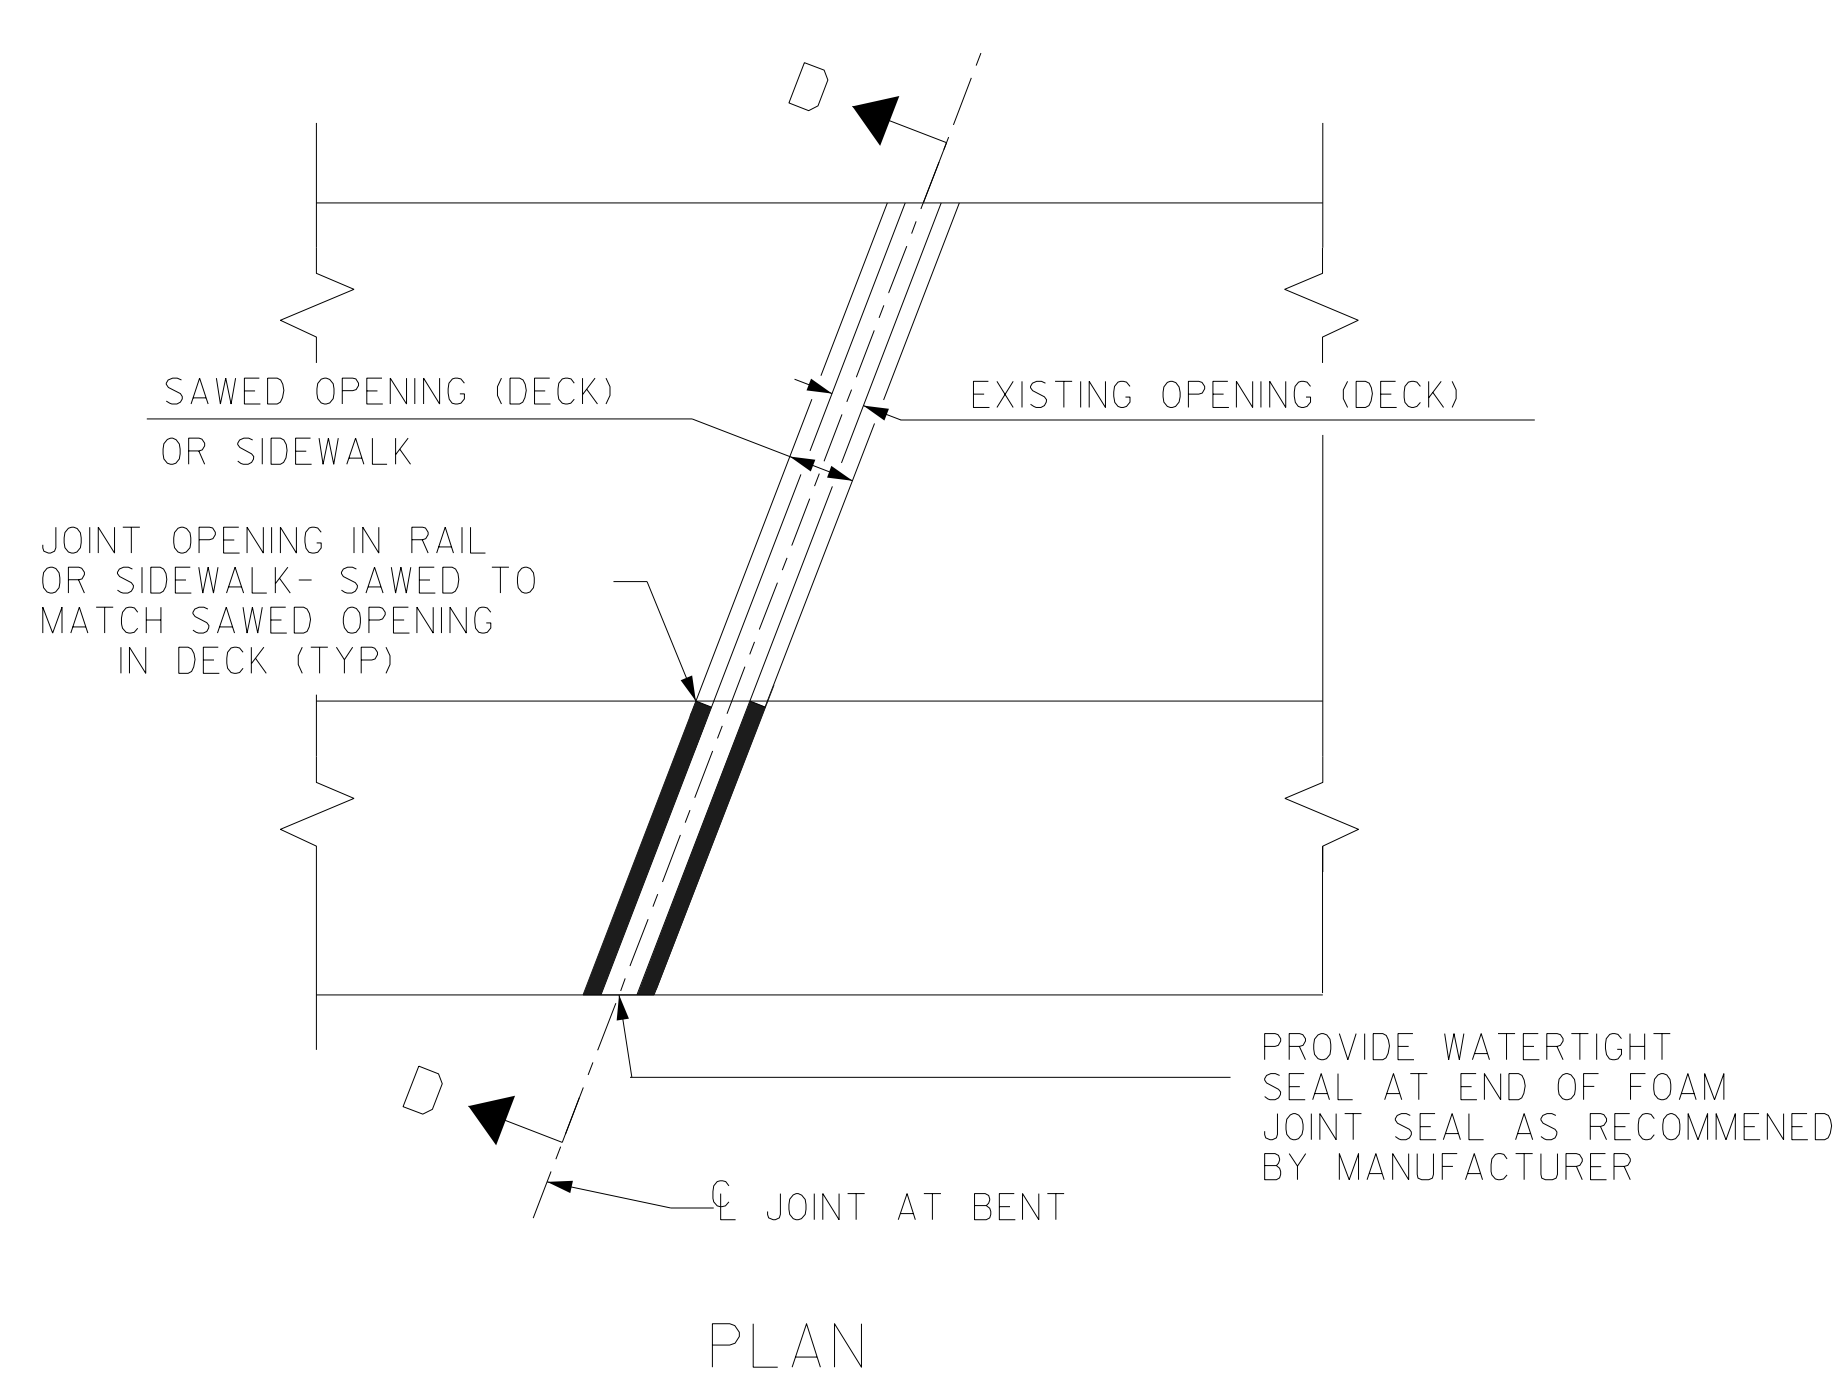 D
SAWED OPENING (DECK)
OR SIDEWALK
EXISTING OPENING (DECK)
JOINT OPENING IN RAIL
OR SIDEWALK- SAWED TO
MATCH SAWED OPENING
IN DECK (TYP)
PROVIDE WATERTIGHT
SEAL AT END OF FOAM
JOINT SEAL AS RECOMMENED
BY MANUFACTURER
D
℄ JOINT AT BENT
PLAN